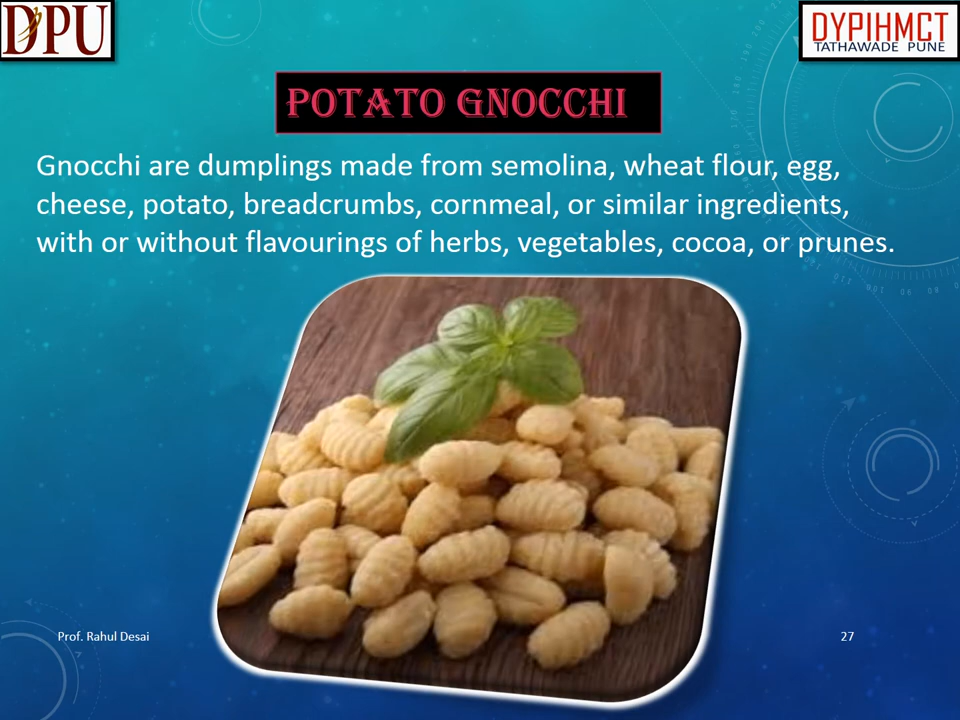 DPU
DYPIHMCT
TATHAWADE PUNE
POTATO GNOCCHI
Gnocchi are dumplings made from semolina, wheat flour, egg,
cheese, potato, breadcrumbs, cornmeal, or similar ingredients,
with or without flavourings of herbs, vegetables, cocoa, or prunes.
Prof. Rahul Desai
27